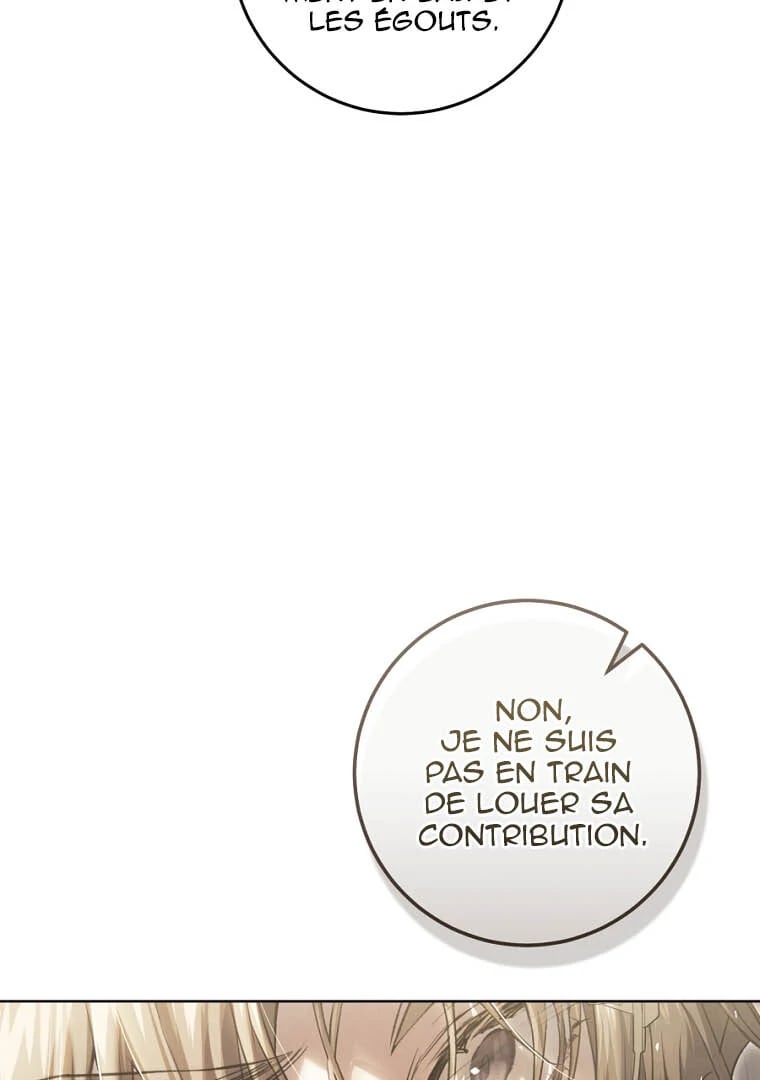 LES ÉGOUTS.
NON,
JE NE SUIS
PAS EN TRAIN
DE LOUER SA
CONTRIBUTION.